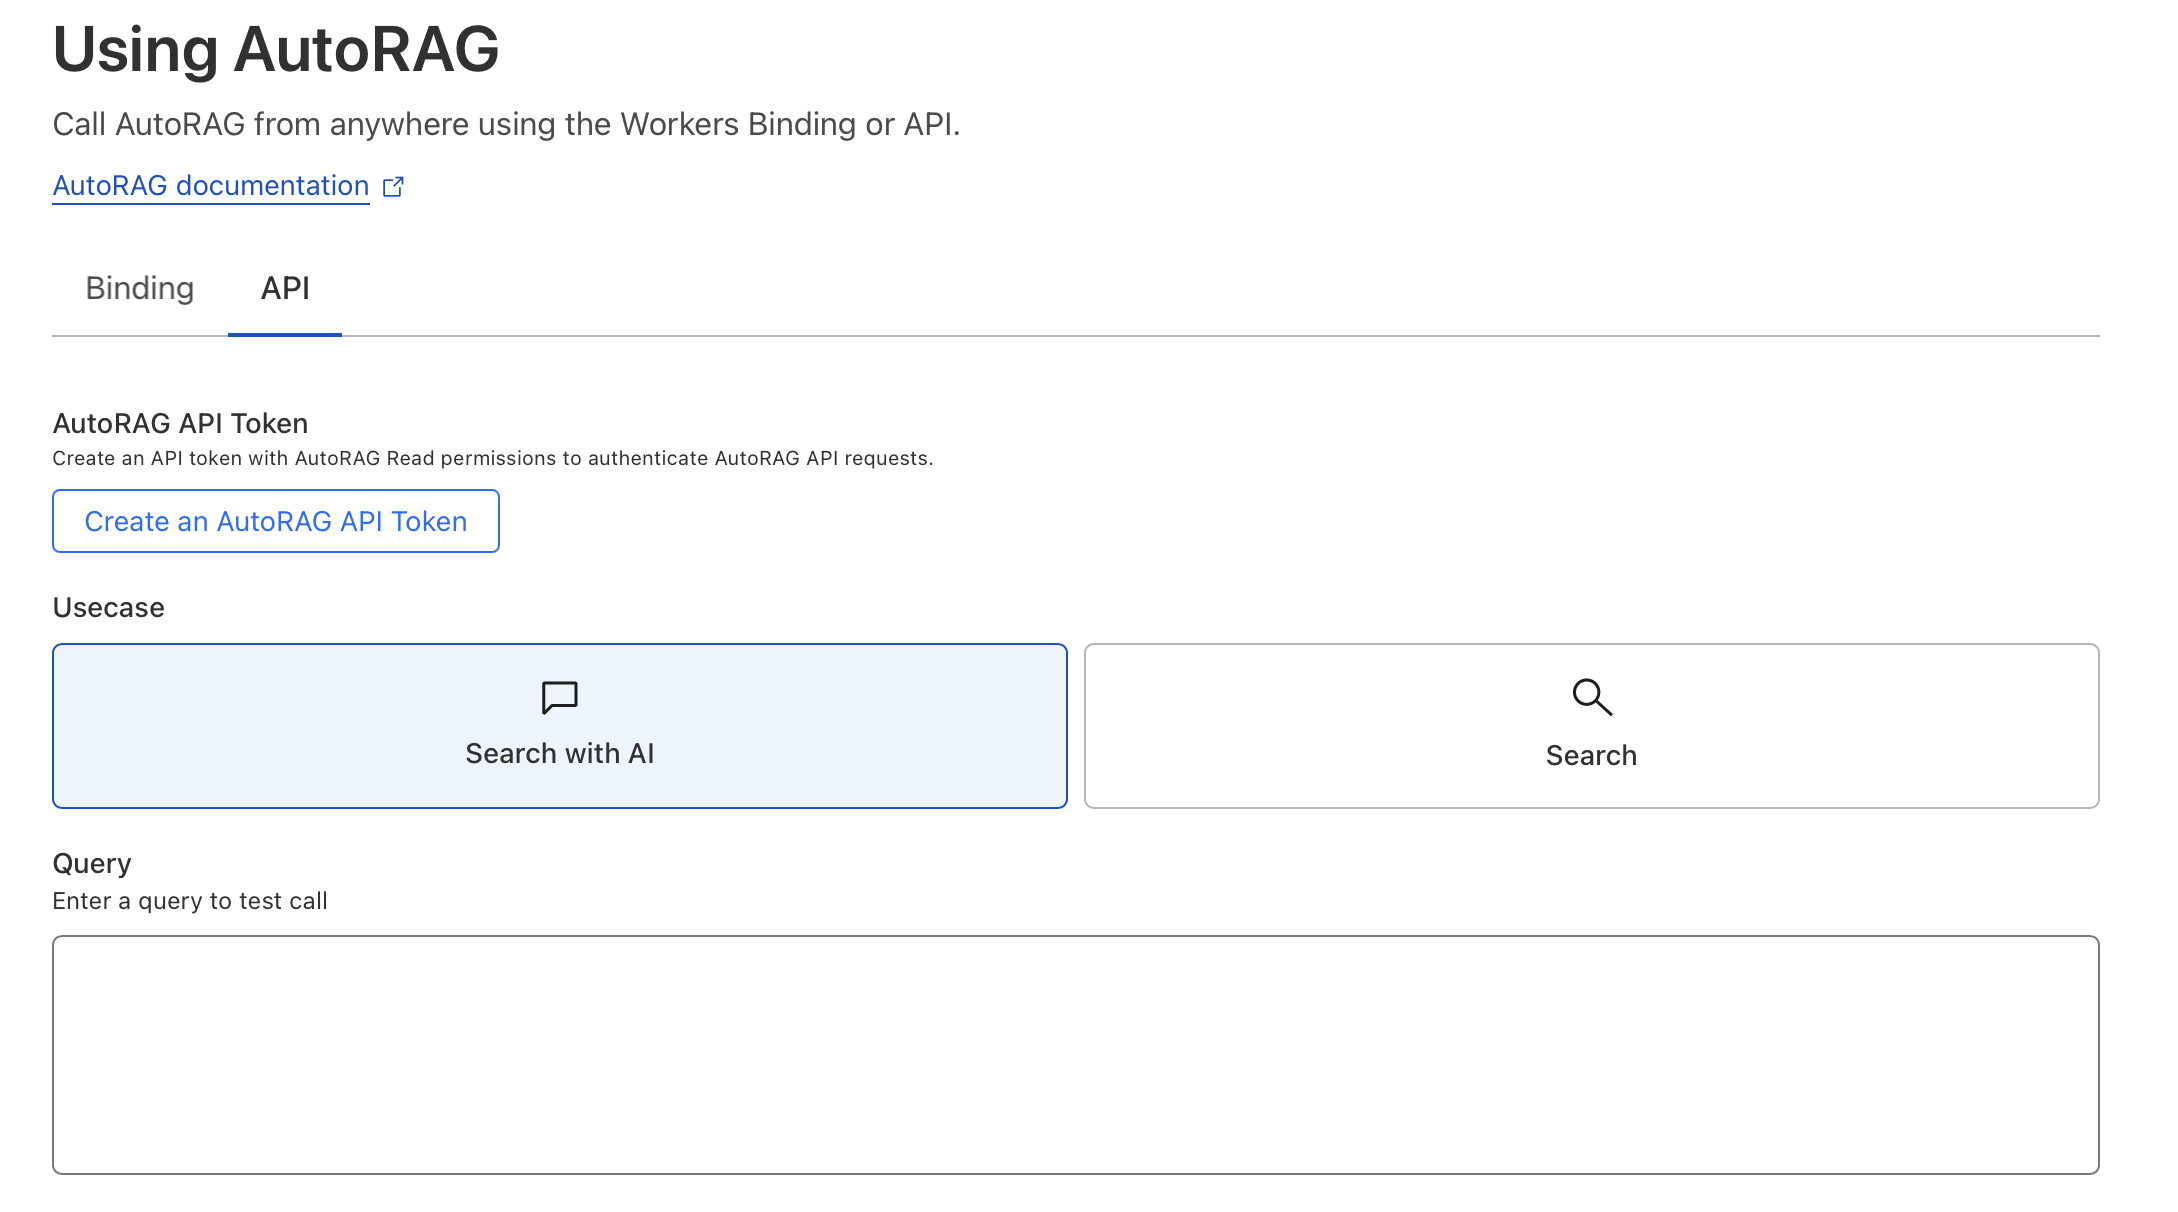 Using AutoRAG
Call AutoRAG from anywhere using the Workers Binding or API.
AutoRAG documentation
Binding
API
AutoRAG API Token
Create an API token with AutoRAG Read permissions to authenticate AutoRAG API requests.
Create an AutoRAG API Token
Usecase
Search with AI
Search
Query
Enter a query to test call